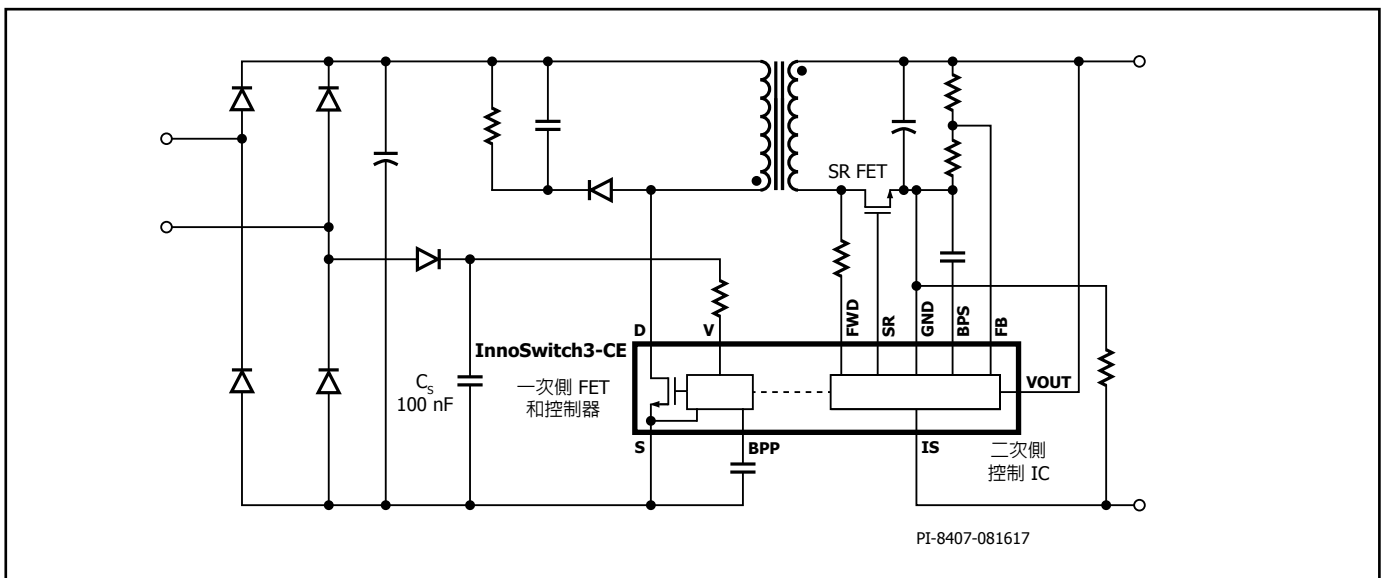 SR FET
FWD
SR
GND
BPS
FB
D
V
InnoSwitch3-CE
VOUT
C_S
100 nF
一次側 FET
和控制器
S
BPP
IS
二次側
控制 IC
PI-8407-081617